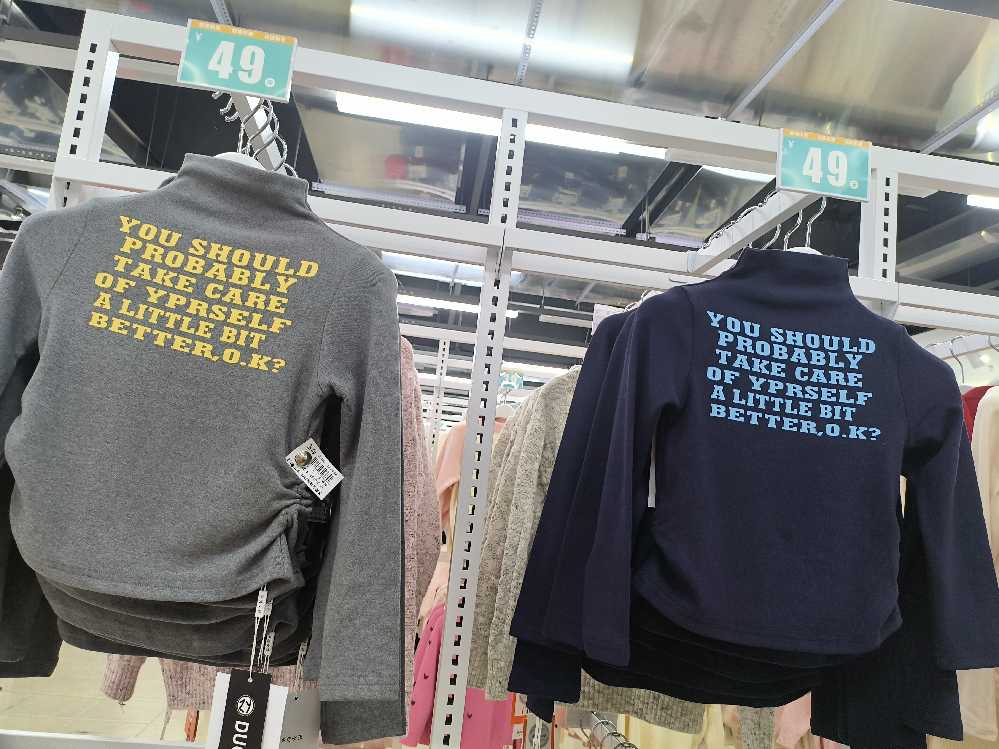 ¥ 49
¥ 49
YOU SHOULD
PROBABLY
TAKE CARE
OF YPRSELF
A LITTLE BIT
BETTER,O.K?
YOU SHOULD
PROBABLY
TAKE CARE
OF YPRSELF
A LITTLE BIT
BETTER,O.K?